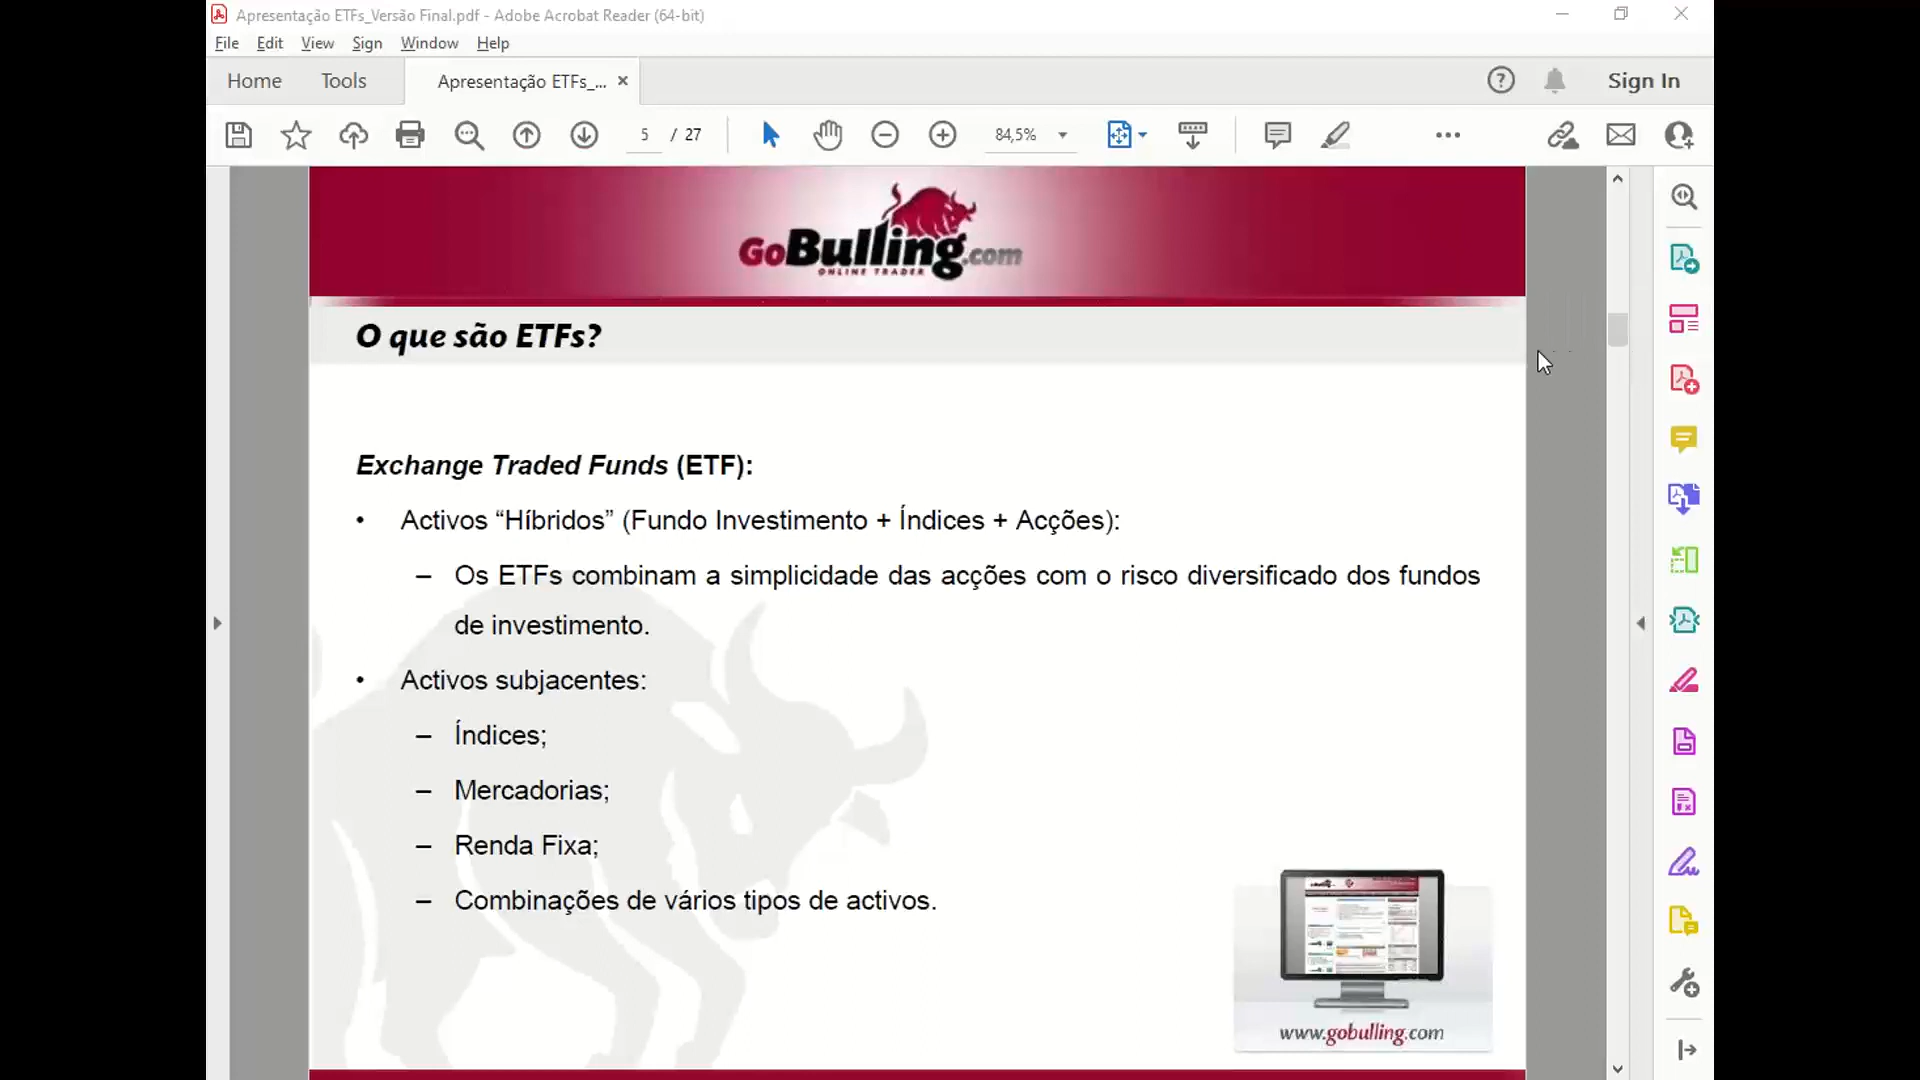 Apresentação ETFs_Versão Final.pdf - Adobe Acrobat Reader (64-bit)
File Edit View Sign Window Help
Home Tools Apresentação ETFs_... × Sign In
5 / 27 84,5%
GoBulling.com
ONLINE TRADER
O que são ETFs?
Exchange Traded Funds (ETF):
• Activos “Híbridos” (Fundo Investimento + Índices + Acções):
– Os ETFs combinam a simplicidade das acções com o risco diversificado dos fundos
de investimento.
• Activos subjacentes:
– Índices;
– Mercadorias;
– Renda Fixa;
– Combinações de vários tipos de activos.
www.gobulling.com